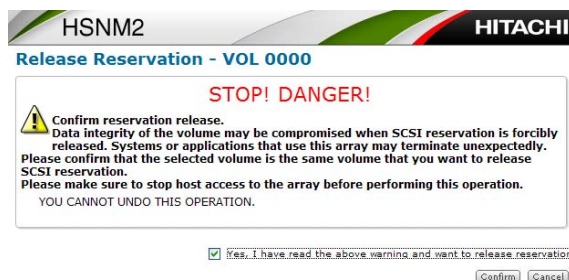 HSNM2
HITACHI
Release Reservation - VOL 0000
STOP! DANGER!
Confirm reservation release.
Data integrity of the volume may be compromised when SCSI reservation is forcibly
released. Systems or applications that use this array may terminate unexpectedly.
Please confirm that the selected volume is the same volume that you want to release
SCSI reservation.
Please make sure to stop host access to the array before performing this operation.
YOU CANNOT UNDO THIS OPERATION.
Yes, I have read the above warning and want to release reservation
Confirm Cancel